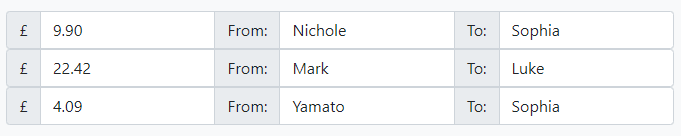 £ 9.90 From: Nichole To: Sophia
£ 22.42 From: Mark To: Luke
£ 4.09 From: Yamato To: Sophia